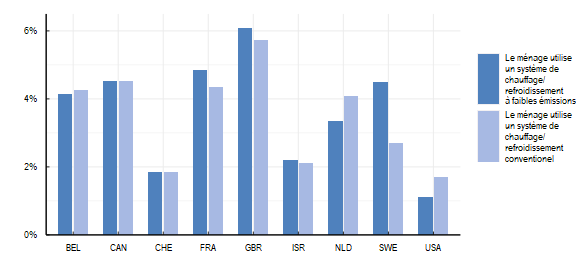 6%
4%
2%
0%
BEL CAN CHE FRA GBR ISR NLD SWE USA
Le ménage utilise
un système de
chauffage/
refroidissement
à faibles émissions
Le ménage utilise
un système de
chauffage/
refroidissement
conventionel